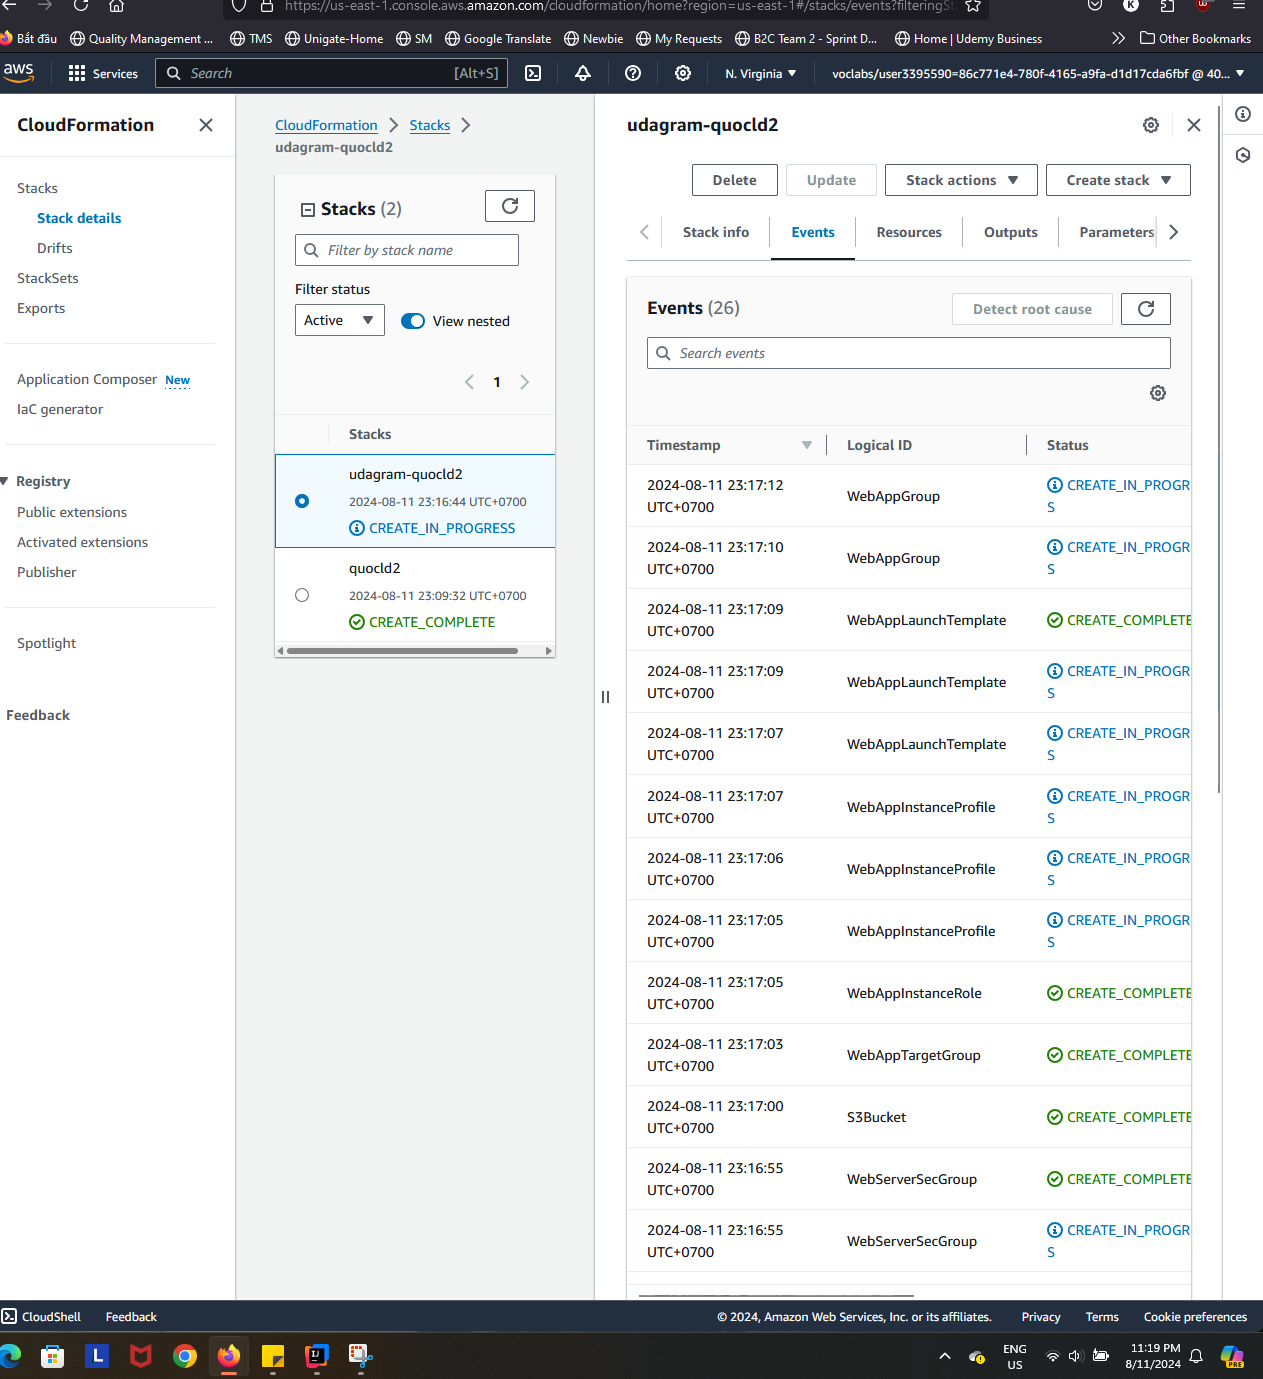 https://us-east-1.console.aws.amazon.com/cloudformation/home?region=us-east-1#/stacks/events?filteringSt
Bắt đầu
Quality Management ...
TMS
Unigate-Home
SM
Google Translate
Newbie
My Requests
B2C Team 2 - Sprint D...
Home | Udemy Business
Other Bookmarks
aws
Services
Search
[Alt+S]
N. Virginia
voclabs/user3395590=86c771e4-780f-4165-a9fa-d1d17cda6fbf @ 40...
CloudFormation
Stacks
Stack details
Drifts
StackSets
Exports
Application Composer New
IaC generator
Registry
Public extensions
Activated extensions
Publisher
Spotlight
Feedback
CloudFormation
Stacks
udagram-quocld2
Stacks (2)
Filter by stack name
Filter status
Active
View nested
1
Stacks
udagram-quocld2
2024-08-11 23:16:44 UTC+0700
CREATE_IN_PROGRESS
quocld2
2024-08-11 23:09:32 UTC+0700
CREATE_COMPLETE
udagram-quocld2
Delete
Update
Stack actions
Create stack
Stack info
Events
Resources
Outputs
Parameters
Events (26)
Detect root cause
Search events
Timestamp
Logical ID
Status
2024-08-11 23:17:12
UTC+0700
WebAppGroup
CREATE_IN_PROGR
S
2024-08-11 23:17:10
UTC+0700
WebAppGroup
CREATE_IN_PROGR
S
2024-08-11 23:17:09
UTC+0700
WebAppLaunchTemplate
CREATE_COMPLETE
2024-08-11 23:17:09
UTC+0700
WebAppLaunchTemplate
CREATE_IN_PROGR
S
2024-08-11 23:17:07
UTC+0700
WebAppLaunchTemplate
CREATE_IN_PROGR
S
2024-08-11 23:17:07
UTC+0700
WebAppInstanceProfile
CREATE_IN_PROGR
S
2024-08-11 23:17:06
UTC+0700
WebAppInstanceProfile
CREATE_IN_PROGR
S
2024-08-11 23:17:05
UTC+0700
WebAppInstanceProfile
CREATE_IN_PROGR
S
2024-08-11 23:17:05
UTC+0700
WebAppInstanceRole
CREATE_COMPLETE
2024-08-11 23:17:03
UTC+0700
WebAppTargetGroup
CREATE_COMPLETE
2024-08-11 23:17:00
UTC+0700
S3Bucket
CREATE_COMPLETE
2024-08-11 23:16:55
UTC+0700
WebServerSecGroup
CREATE_COMPLETE
2024-08-11 23:16:55
UTC+0700
WebServerSecGroup
CREATE_IN_PROGR
S
CloudShell
Feedback
© 2024, Amazon Web Services, Inc. or its affiliates.
Privacy
Terms
Cookie preferences
L
ENG
US
11:19 PM
8/11/2024
PRE